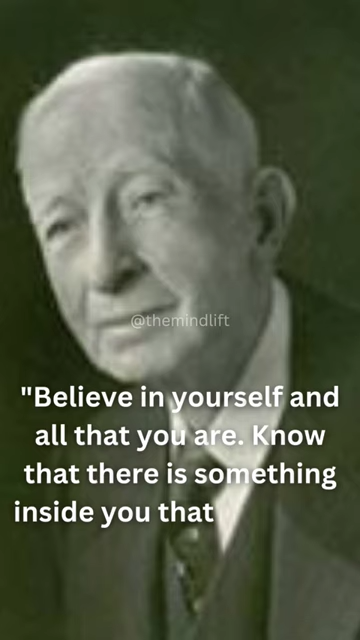 @themindlift
"Believe in yourself and
all that you are. Know
that there is something
inside you that